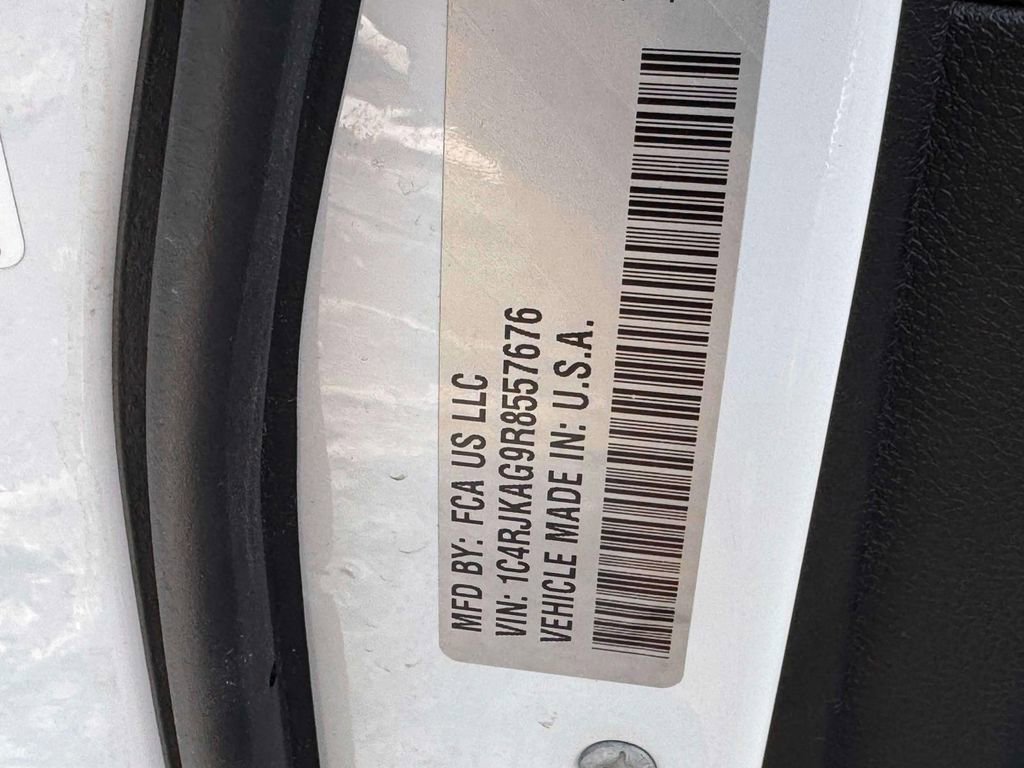 MFD BY: FCA US LLC
VIN: 1C4RJKAG9R8557676
VEHICLE MADE IN: U.S.A.